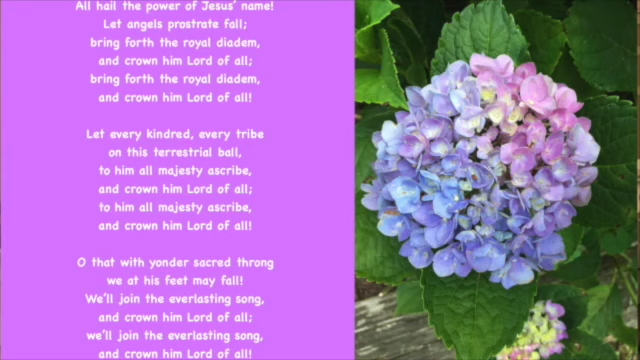 All hail the power of Jesus' name!
Let angels prostrate fall;
bring forth the royal diadem,
and crown him Lord of all;
bring forth the royal diadem,
and crown him Lord of all!
Let every kindred, every tribe
on this terrestrial ball,
to him all majesty ascribe,
and crown him Lord of all;
to him all majesty ascribe,
and crown him Lord of all!
O that with yonder sacred throng
we at his feet may fall!
We'll join the everlasting song,
and crown him Lord of all;
we'll join the everlasting song,
and crown him Lord of all!